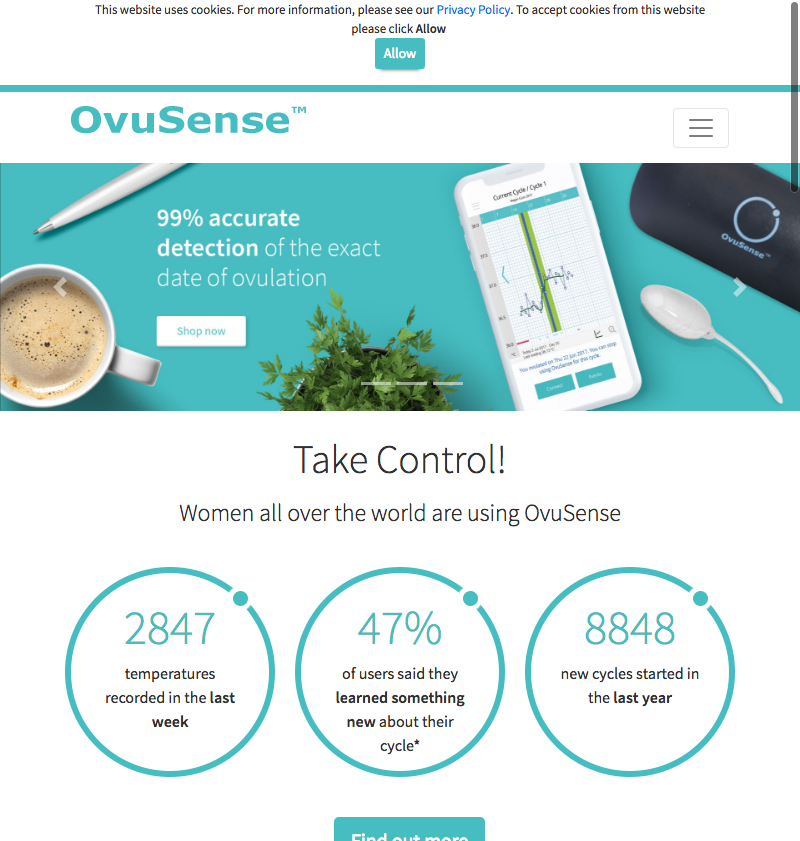 This website uses cookies. For more information, please see our Privacy Policy. To accept cookies from this website
please click Allow
Allow
OvuSense™
99% accurate
detection of the exact
date of ovulation
Shop now
Current Cycle / Cycle 1
OvuSense™
You ovulated on Thu 22 Jun 2017. You can stop
using OvuSense for this cycle.
Take Control!
Women all over the world are using OvuSense
2847
temperatures
recorded in the last
week
47%
of users said they
learned something
new about their
cycle*
8848
new cycles started in
the last year
Find out more